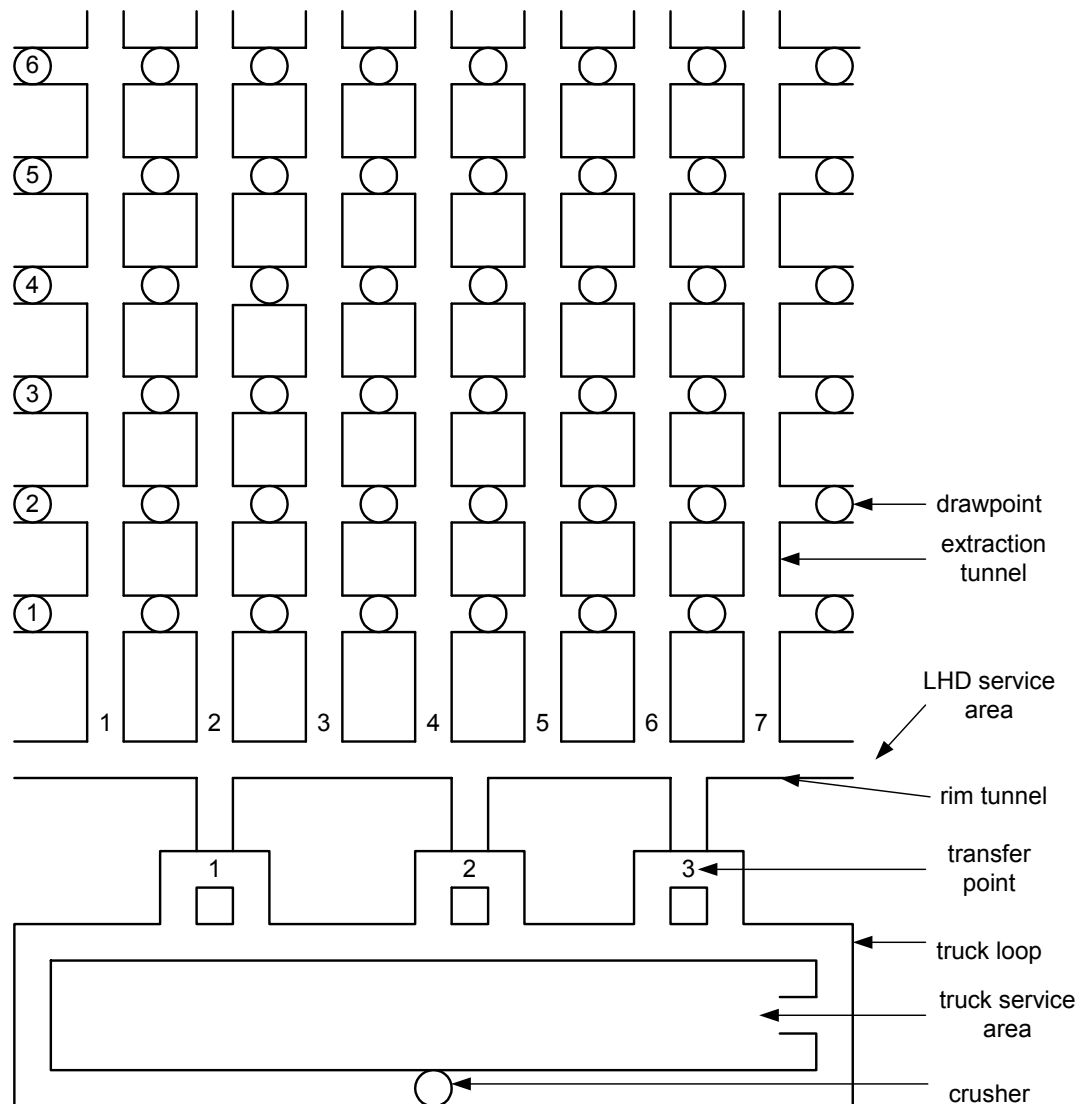 6
5
4
3
2
drawpoint
extraction
tunnel
1
LHD service
area
1 2 3 4 5 6 7
rim tunnel
1 2 3
transfer
point
truck loop
truck service
area
crusher